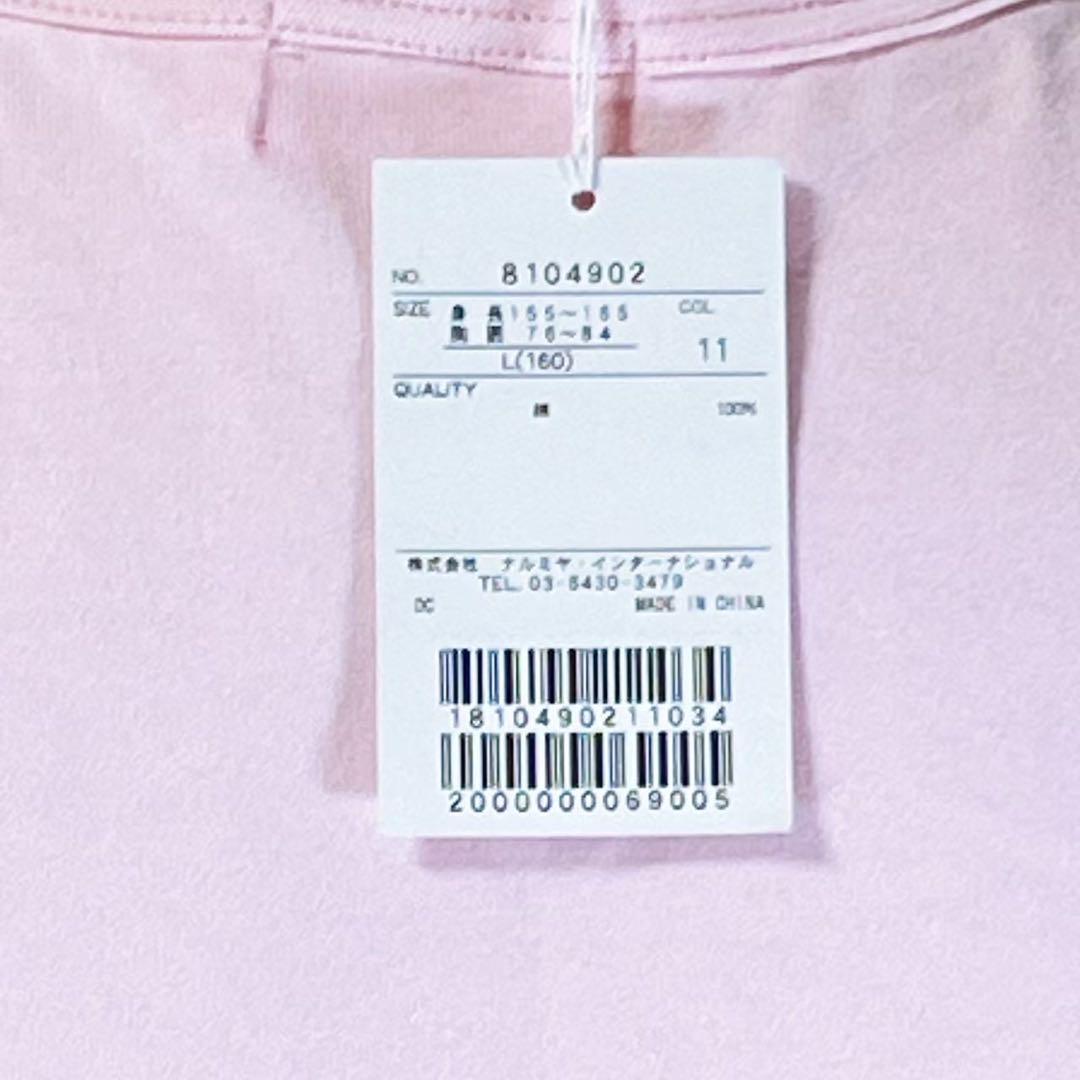 NO. 8104902
SIZE 身長155~165 COL
胸囲 76~84
L(160) 11
QUALITY
綿 100%
株式会社 ナルミヤ・インターナショナル
TEL. 03-6430-3479
DC MADE IN CHINA
1810490211034
2000000069005